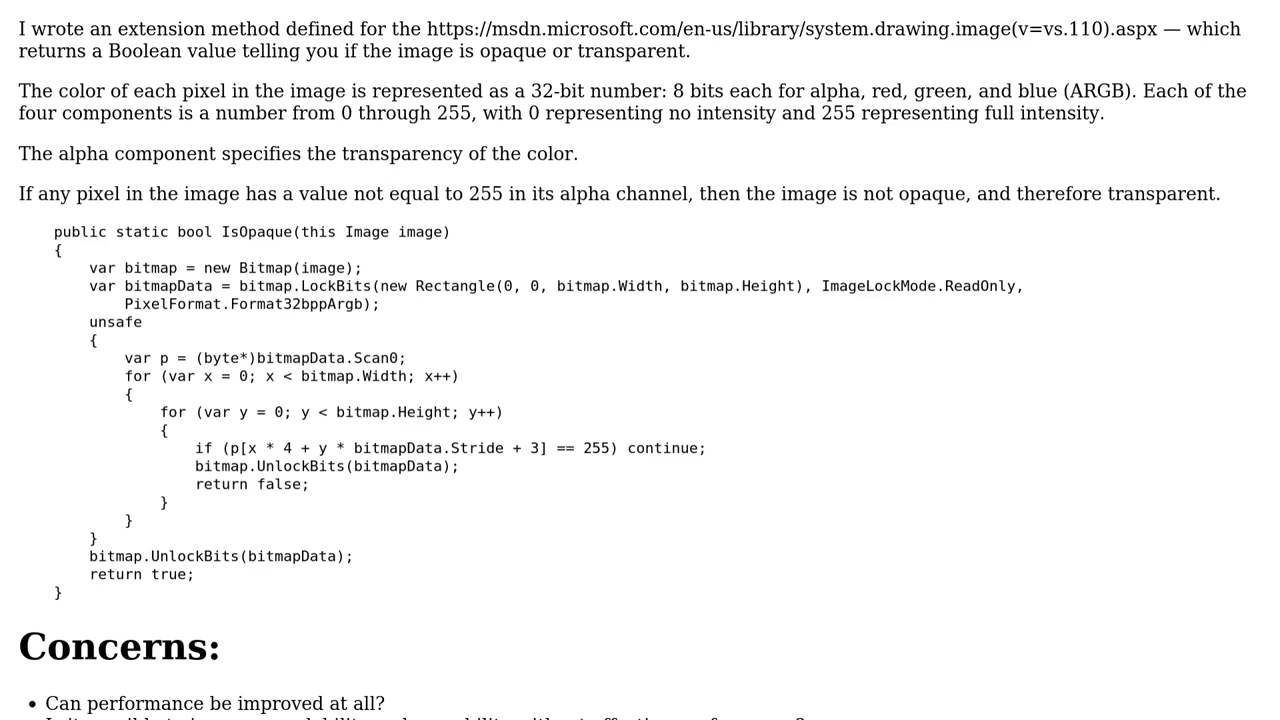 I wrote an extension method defined for the https://msdn.microsoft.com/en-us/library/system.drawing.image(v=vs.110).aspx — which
returns a Boolean value telling you if the image is opaque or transparent.
The color of each pixel in the image is represented as a 32-bit number: 8 bits each for alpha, red, green, and blue (ARGB). Each of the
four components is a number from 0 through 255, with 0 representing no intensity and 255 representing full intensity.
The alpha component specifies the transparency of the color.
If any pixel in the image has a value not equal to 255 in its alpha channel, then the image is not opaque, and therefore transparent.
public static bool IsOpaque(this Image image)
{
    var bitmap = new Bitmap(image);
    var bitmapData = bitmap.LockBits(new Rectangle(0, 0, bitmap.Width, bitmap.Height), ImageLockMode.ReadOnly,
        PixelFormat.Format32bppArgb);
    unsafe
    {
        var p = (byte*)bitmapData.Scan0;
        for (var x = 0; x < bitmap.Width; x++)
        {
            for (var y = 0; y < bitmap.Height; y++)
            {
                if (p[x * 4 + y * bitmapData.Stride + 3] == 255) continue;
                bitmap.UnlockBits(bitmapData);
                return false;
            }
        }
    }
    bitmap.UnlockBits(bitmapData);
    return true;
}
Concerns:
• Can performance be improved at all?